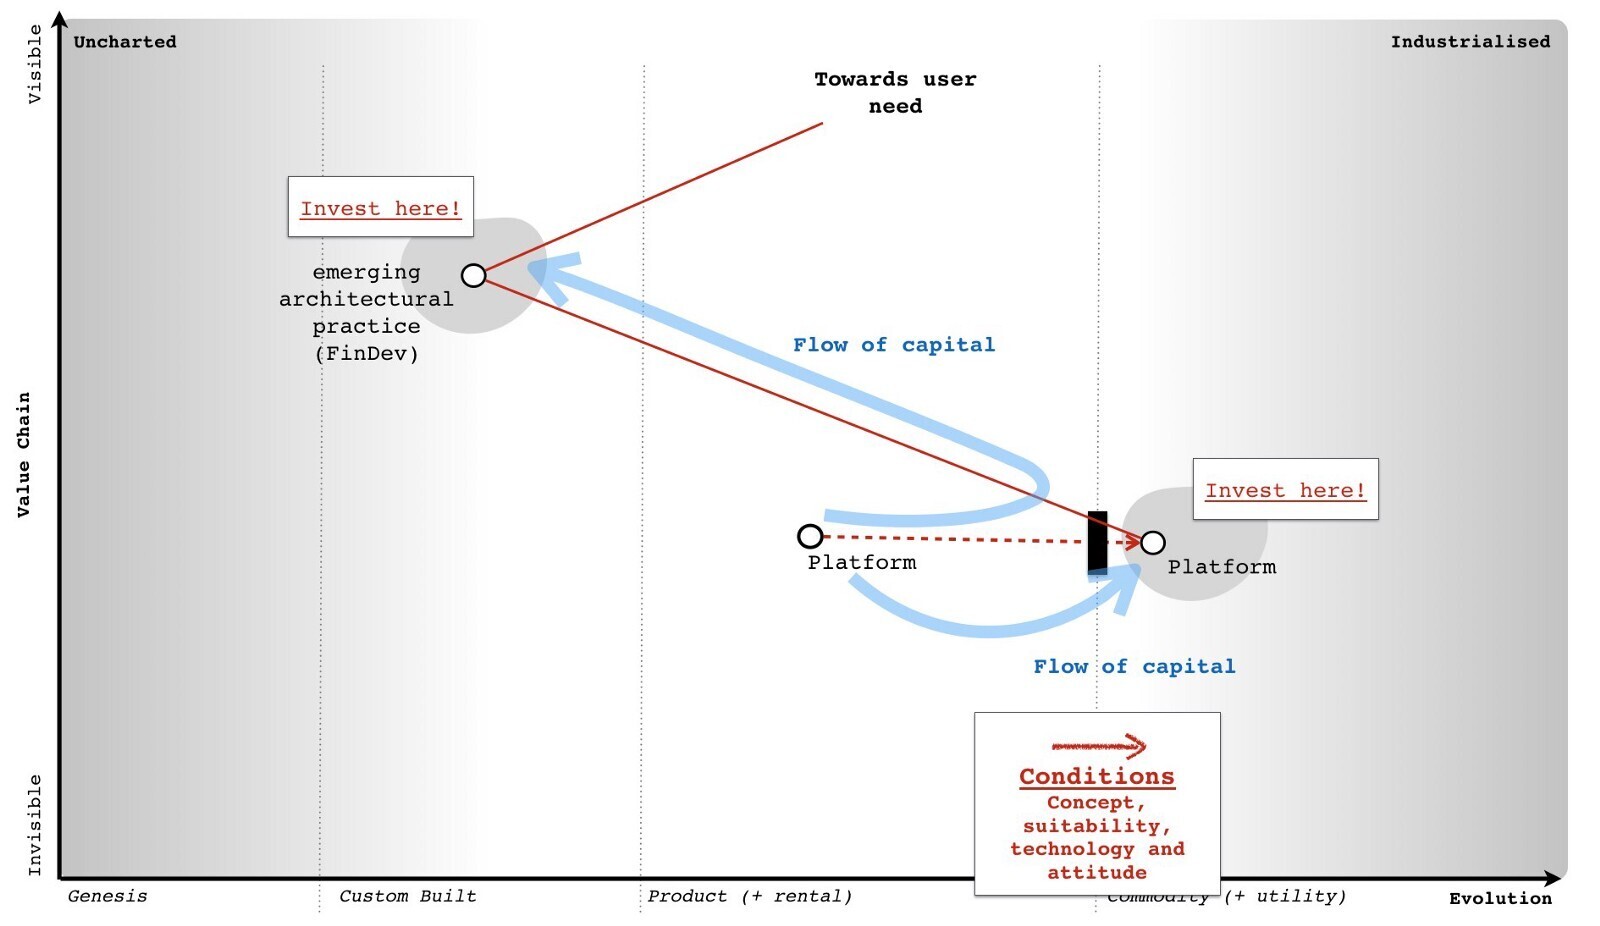 Visible
Uncharted
Industrialised
Towards user
need
Invest here!
emerging
architectural
practice
(FinDev)
Flow of capital
Value Chain
Invest here!
Platform
Platform
Flow of capital
Conditions
Concept,
suitability,
technology and
attitude
Invisible
Genesis
Custom Built
Product (+ rental)
Commodity (+ utility)
Evolution